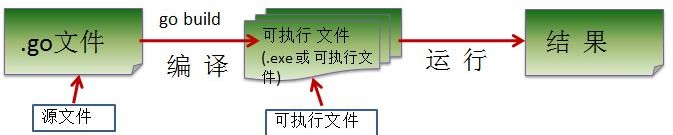 go build
.go文件
编 译
可执行 文件
(.exe或 可执行文
件)
运 行
结 果
源文件
可执行文件